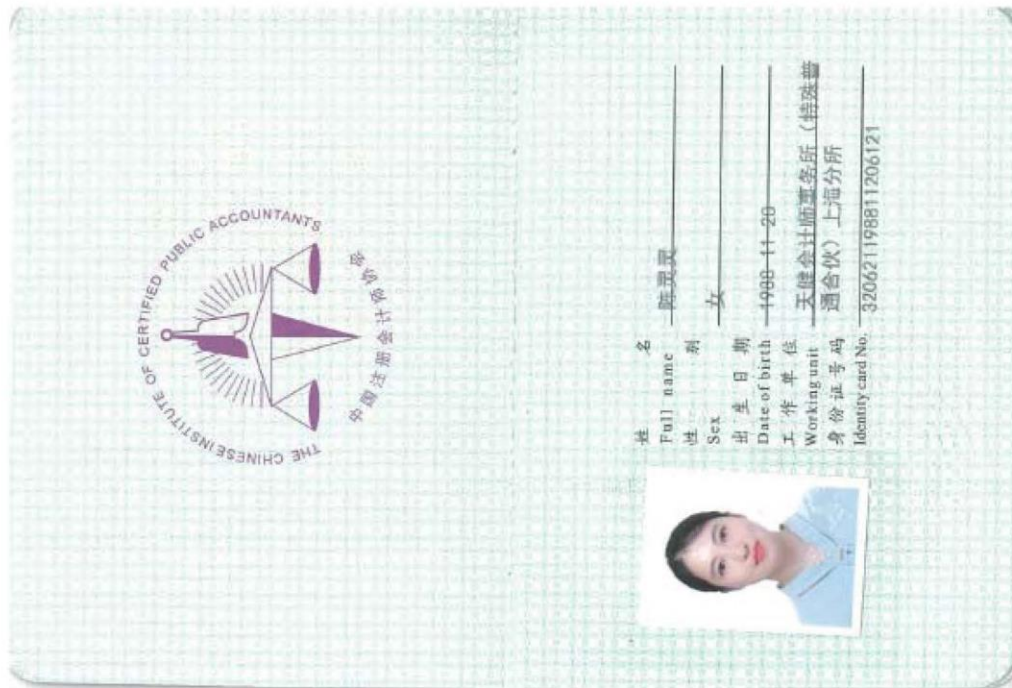 THE CHINESE INSTITUTE OF CERTIFIED PUBLIC ACCOUNTANTS
中国注册会计师协会
姓 名 陈灵灵
Full name
性 别 女
Sex
出 生 日 期 1988-11-20
Date of birth
工 作 单 位 天健会计师事务所（特殊普
Working unit 通合伙）上海分所
身 份 证 号 码
Identity card No. 320621198811206121